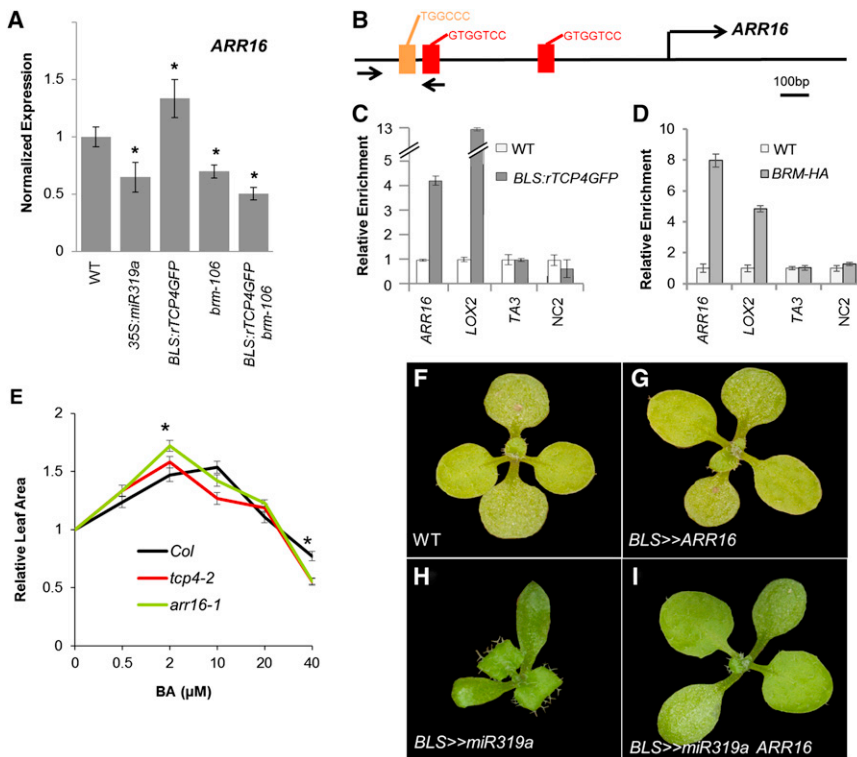 A
ARR16
Normalized Expression
1.5
1
0.5
0
WT
35S:miR319a
BLS:rTCP4GFP
brm-106
BLS:rTCP4GFP
brm-106
*
*
*
*
B
TGGCCC
GTGGTCC
GTGGTCC
ARR16
100bp
C
Relative Enrichment
13
5
4
3
2
1
0
WT
BLS:rTCP4GFP
ARR16
LOX2
TA3
NC2
D
Relative Enrichment
10
8
6
4
2
0
WT
BRM-HA
ARR16
LOX2
TA3
NC2
E
Relative Leaf Area
2
1.5
1
0.5
0
*
*
Col
tcp4-2
arr16-1
0
0.5
2
10
20
40
BA (µM)
F
WT
G
BLS>>ARR16
H
BLS>>miR319a
I
BLS>>miR319a ARR16